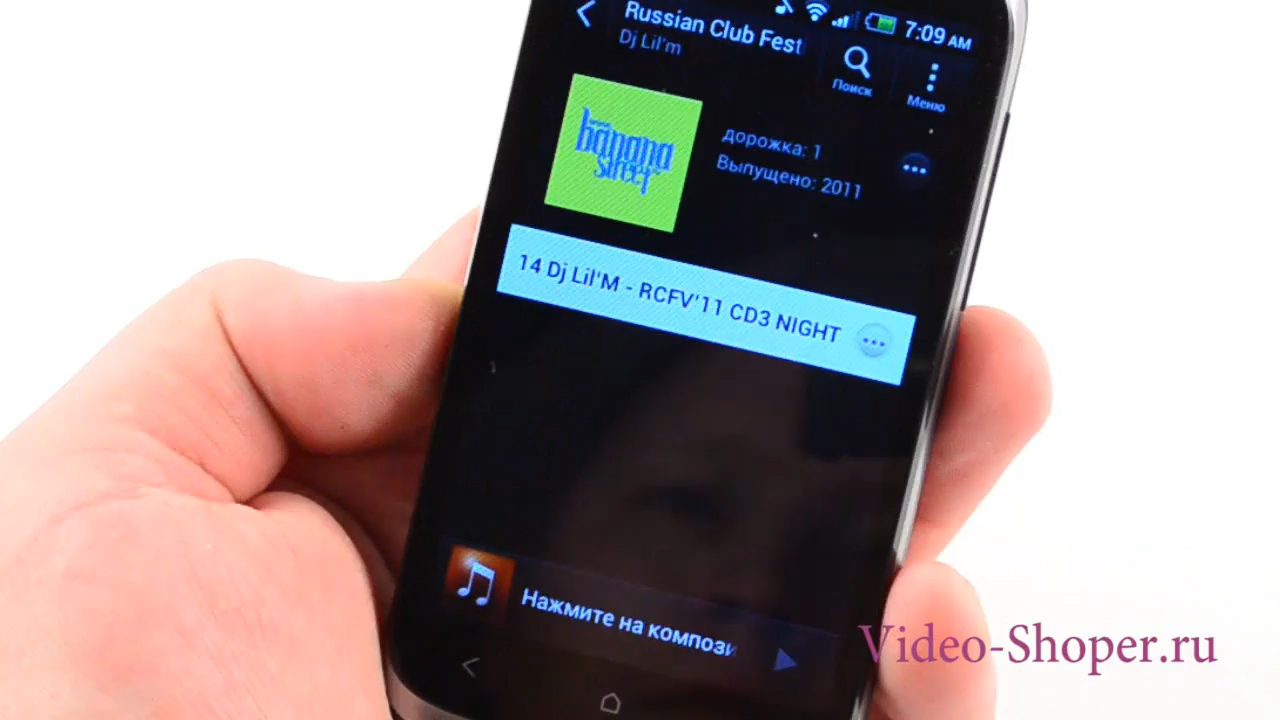 7:09 AM
Russian Club Fest
Dj Lil'm
Поиск
Меню
www
banana
street
дорожка: 1
Выпущено: 2011
14 Dj Lil'M - RCFV'11 CD3 NIGHT
Нажмите на компози
Video-Shoper.ru